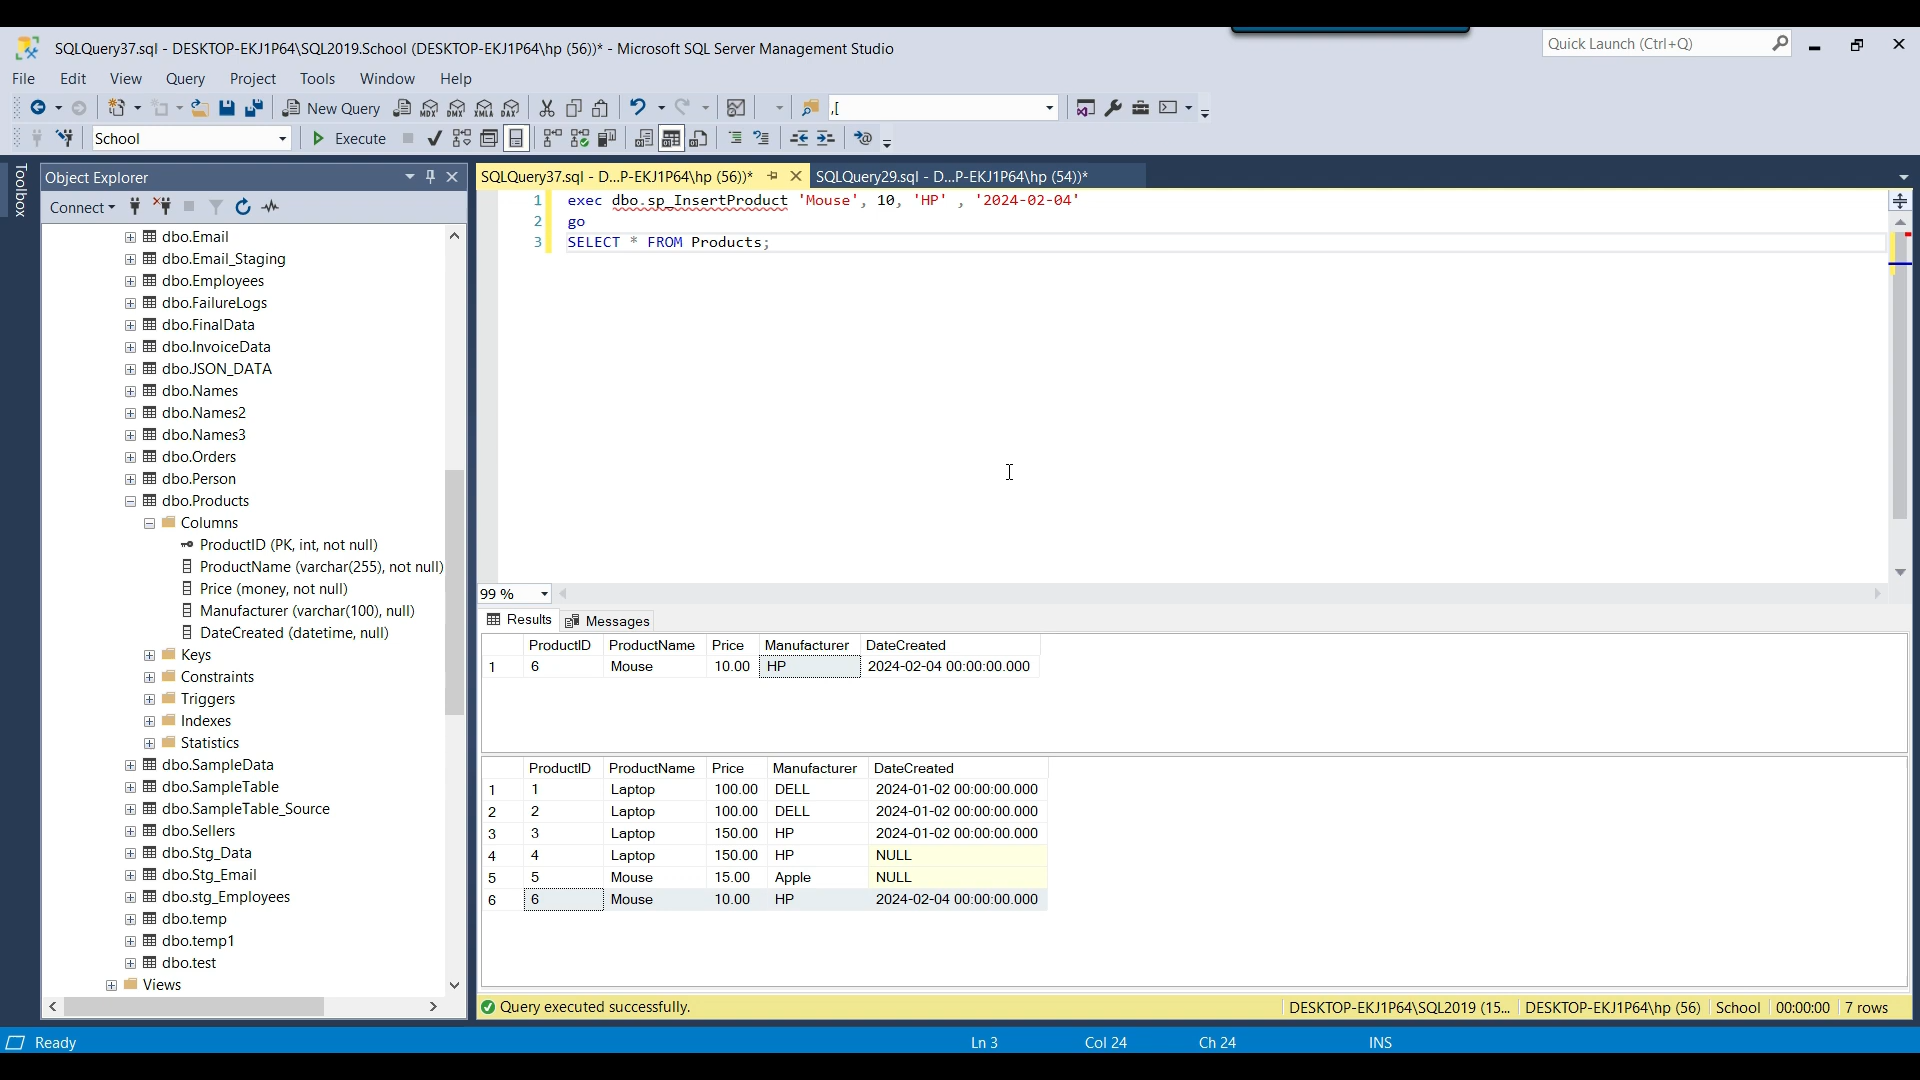 SQLQuery37.sql - DESKTOP-EKJ1P64\SQL2019.School (DESKTOP-EKJ1P64\hp (56))* - Microsoft SQL Server Management Studio
Quick Launch (Ctrl+Q)
File Edit View Query Project Tools Window Help
New Query MDX DMX XMLA DAX ,[
School Execute
Toolbox
Object Explorer
Connect
dbo.Email
dbo.Email_Staging
dbo.Employees
dbo.FailureLogs
dbo.FinalData
dbo.InvoiceData
dbo.JSON_DATA
dbo.Names
dbo.Names2
dbo.Names3
dbo.Orders
dbo.Person
dbo.Products
Columns
ProductID (PK, int, not null)
ProductName (varchar(255), not null)
Price (money, not null)
Manufacturer (varchar(100), null)
DateCreated (datetime, null)
Keys
Constraints
Triggers
Indexes
Statistics
dbo.SampleData
dbo.SampleTable
dbo.SampleTable_Source
dbo.Sellers
dbo.Stg_Data
dbo.Stg_Email
dbo.stg_Employees
dbo.temp
dbo.temp1
dbo.test
Views
SQLQuery37.sql - D...P-EKJ1P64\hp (56))* SQLQuery29.sql - D...P-EKJ1P64\hp (54))*
1 exec dbo.sp_InsertProduct 'Mouse', 10, 'HP' , '2024-02-04'
2 go
3 SELECT * FROM Products;
99 %
Results Messages
ProductID ProductName Price Manufacturer DateCreated
1 6 Mouse 10.00 HP 2024-02-04 00:00:00.000
ProductID ProductName Price Manufacturer DateCreated
1 1 Laptop 100.00 DELL 2024-01-02 00:00:00.000
2 2 Laptop 100.00 DELL 2024-01-02 00:00:00.000
3 3 Laptop 150.00 HP 2024-01-02 00:00:00.000
4 4 Laptop 150.00 HP NULL
5 5 Mouse 15.00 Apple NULL
6 6 Mouse 10.00 HP 2024-02-04 00:00:00.000
Query executed successfully. DESKTOP-EKJ1P64\SQL2019 (15... DESKTOP-EKJ1P64\hp (56) School 00:00:00 7 rows
Ready Ln 3 Col 24 Ch 24 INS